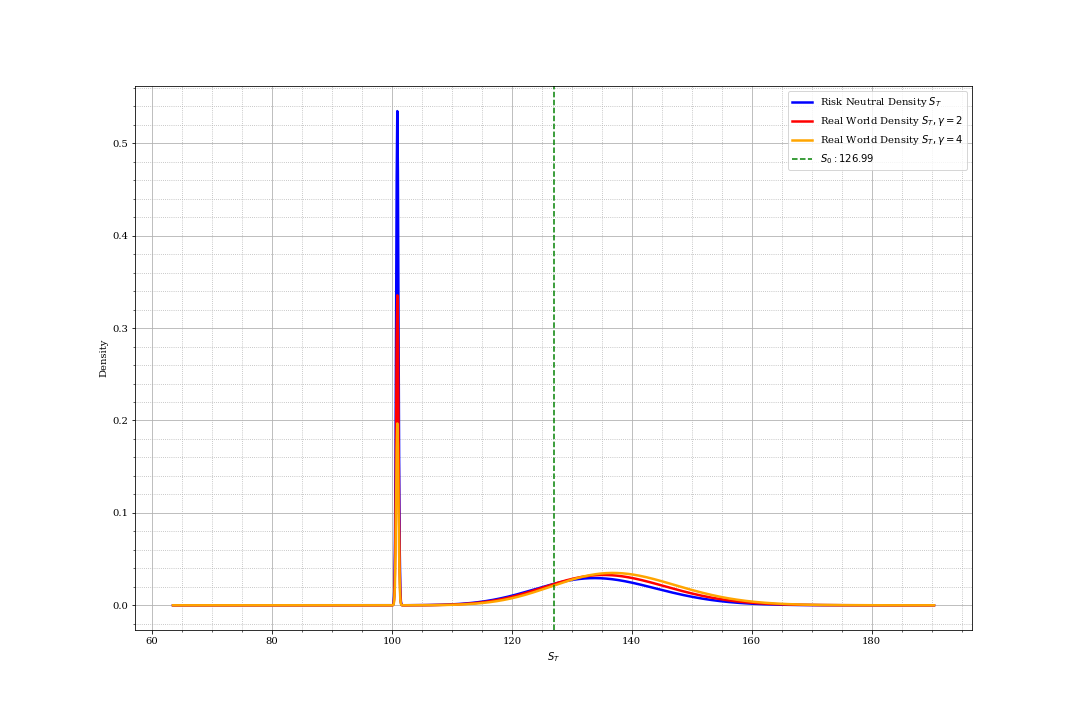 Risk Neutral Density $S_T$
Real World Density $S_T, \gamma = 2$
Real World Density $S_T, \gamma = 4$
$S_0 : 126.99$
0.5
0.4
0.3
0.2
0.1
0.0
Density
60 80 100 120 140 160 180
$S_T$